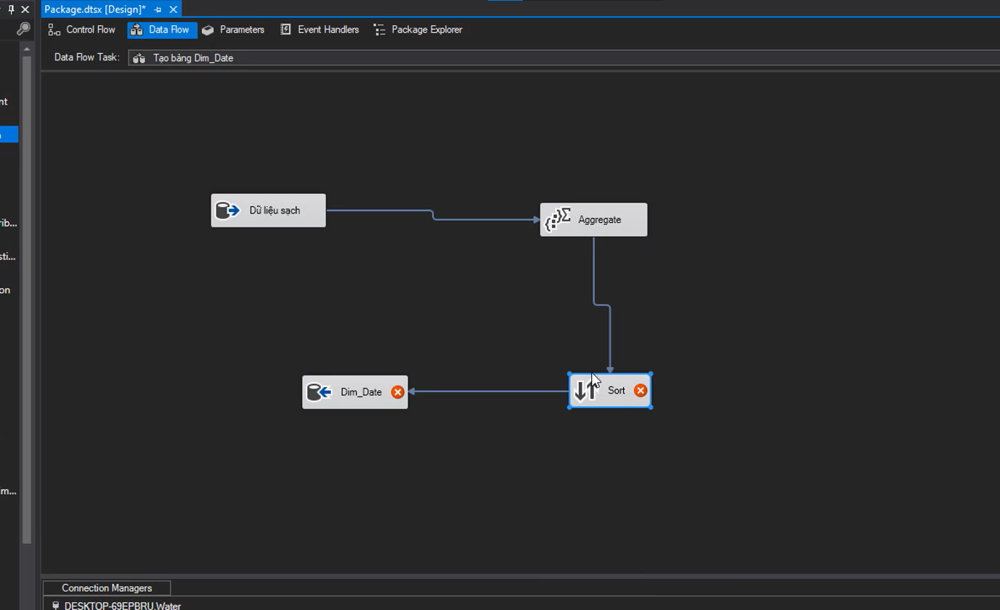 Package.dtsx [Design]*
Control Flow Data Flow Parameters Event Handlers Package Explorer
Data Flow Task: Tạo bảng Dim_Date
nt
rib...
sti...
on
m...
Dữ liệu sạch
Aggregate
Dim_Date
Sort
Connection Managers
DESKTOP-69EPBRU.Water